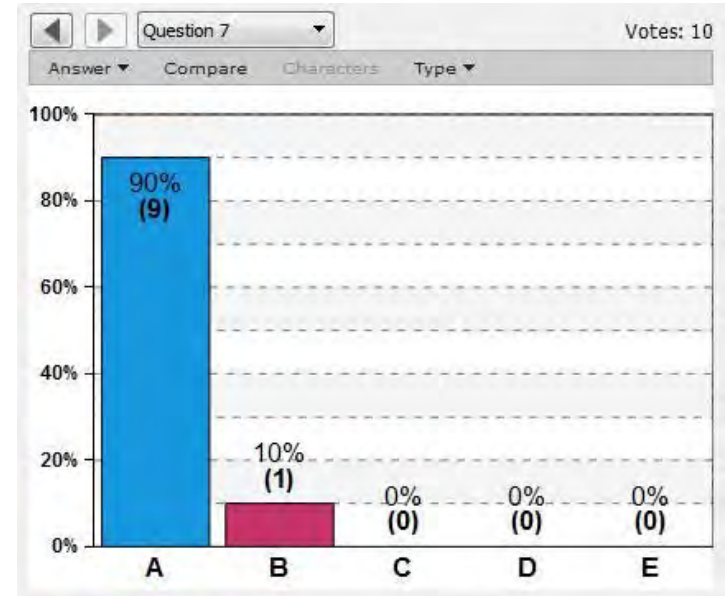 Question 7 Votes: 10
Answer Compare Characters Type
100%
90%
80%
(9)
60%
40%
20%
10%
(1)
0% 0% 0%
(0) (0) (0)
0%
A B C D E